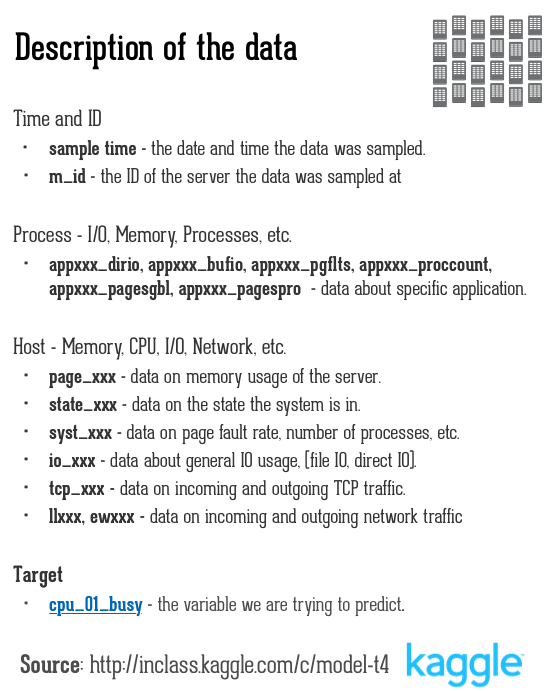 Description of the data
Time and ID
• sample time - the date and time the data was sampled.
• m_id - the ID of the server the data was sampled at
Process - I/O, Memory, Processes, etc.
• appxxx_dirio, appxxx_bufio, appxxx_pgflts, appxxx_proccount,
appxxx_pagesgbl, appxxx_pagespro - data about specific application.
Host - Memory, CPU, I/O, Network, etc.
• page_xxx - data on memory usage of the server.
• state_xxx - data on the state the system is in.
• syst_xxx - data on page fault rate, number of processes, etc.
• io_xxx - data about general IO usage, [file IO, direct IO].
• tcp_xxx - data on incoming and outgoing TCP traffic.
• llxxx, ewxxx - data on incoming and outgoing network traffic
Target
• cpu_01_busy - the variable we are trying to predict.
Source: http://inclass.kaggle.com/c/model-t4 kaggle